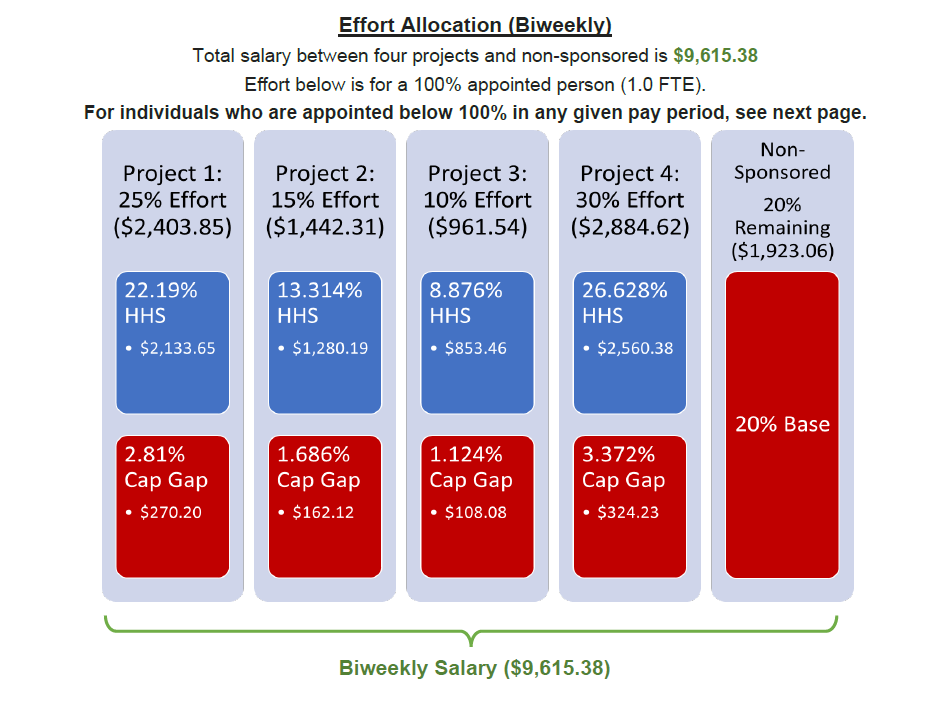 Effort Allocation (Biweekly)
Total salary between four projects and non-sponsored is $9,615.38
Effort below is for a 100% appointed person (1.0 FTE).
For individuals who are appointed below 100% in any given pay period, see next page.
Project 1:
25% Effort
($2,403.85)
22.19%
HHS
• $2,133.65
2.81%
Cap Gap
• $270.20
Project 2:
15% Effort
($1,442.31)
13.314%
HHS
• $1,280.19
1.686%
Cap Gap
• $162.12
Project 3:
10% Effort
($961.54)
8.876%
HHS
• $853.46
1.124%
Cap Gap
• $108.08
Project 4:
30% Effort
($2,884.62)
26.628%
HHS
• $2,560.38
3.372%
Cap Gap
• $324.23
Non-
Sponsored
20%
Remaining
($1,923.06)
20% Base
Biweekly Salary ($9,615.38)